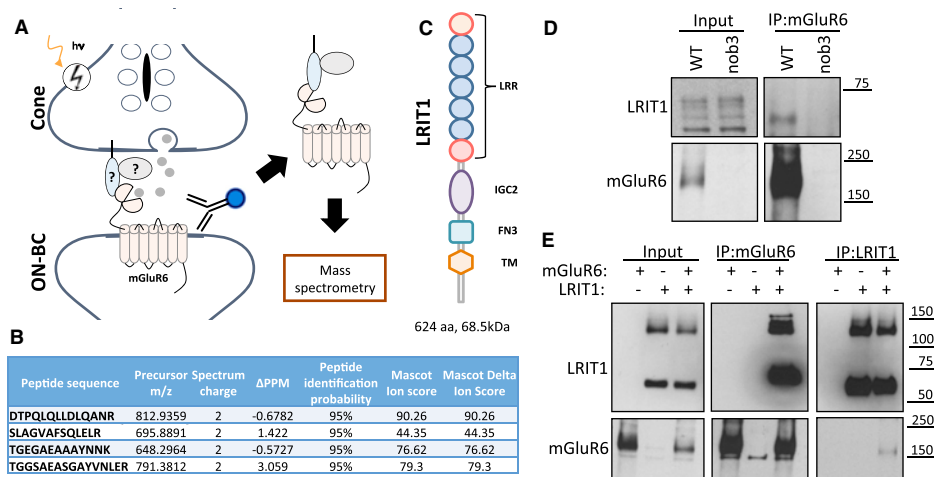 A
hν
Cone
?
?
mGluR6
ON-BC
Mass
spectrometry
C
LRIT1
LRR
IGC2
FN3
TM
624 aa, 68.5kDa
B
Peptide sequence Precursor m/z Spectrum charge ΔPPM Peptide identification probability Mascot Ion score Mascot Delta Ion Score
DTPQLQLLDLQANR 812.9359 2 -0.6782 95% 90.26 90.26
SLAGVAFSQLELR 695.8891 2 1.422 95% 44.35 44.35
TGEGAEAAAYNNK 648.2964 2 -0.5727 95% 76.62 76.62
TGGSAEASGAYVNLER 791.3812 2 3.059 95% 79.3 79.3
D
Input IP:mGluR6
WT nob3 WT nob3
LRIT1
75
mGluR6
250
150
E
Input IP:mGluR6 IP:LRIT1
mGluR6: + - + + - + + - +
LRIT1: - + + - + + - + +
LRIT1
150
100
75
50
mGluR6
250
150